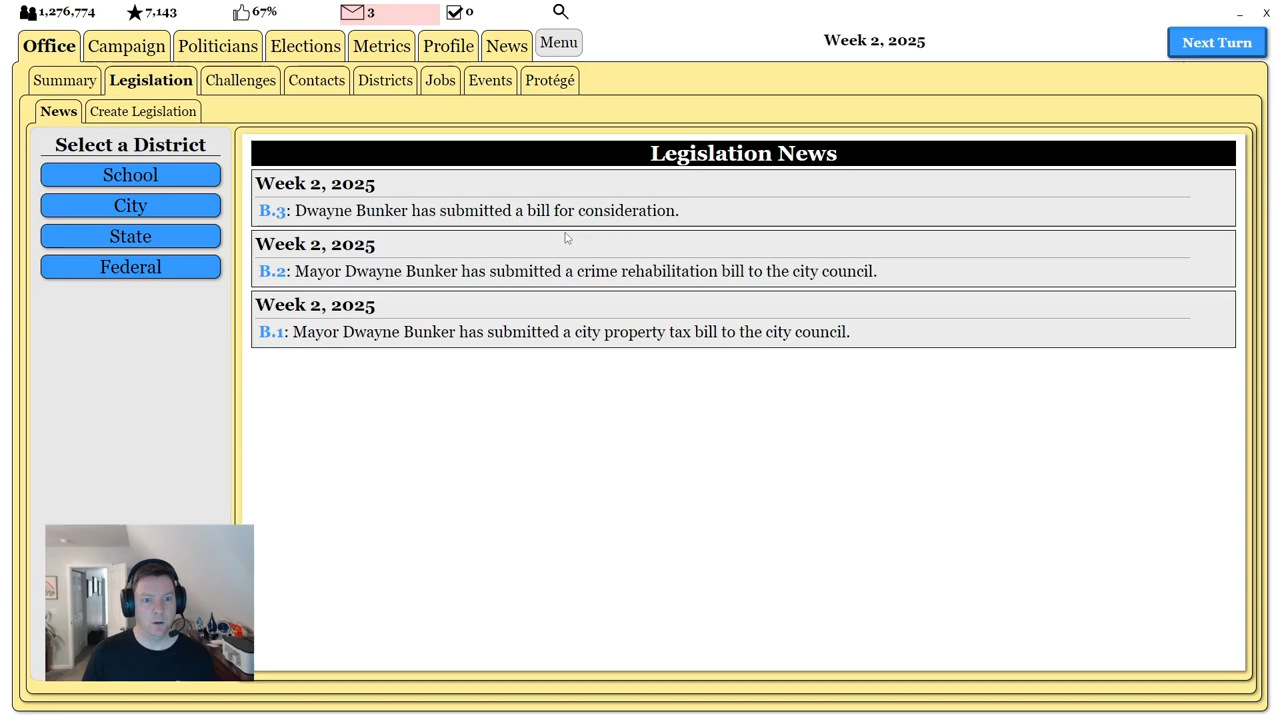 1,276,774 7,143 67% 3 0 _ X
Office Campaign Politicians Elections Metrics Profile News Menu Week 2, 2025 Next Turn
Summary Legislation Challenges Contacts Districts Jobs Events Protégé
News Create Legislation
Select a District
School
City
State
Federal
Legislation News
Week 2, 2025
B.3: Dwayne Bunker has submitted a bill for consideration.
Week 2, 2025
B.2: Mayor Dwayne Bunker has submitted a crime rehabilitation bill to the city council.
Week 2, 2025
B.1: Mayor Dwayne Bunker has submitted a city property tax bill to the city council.